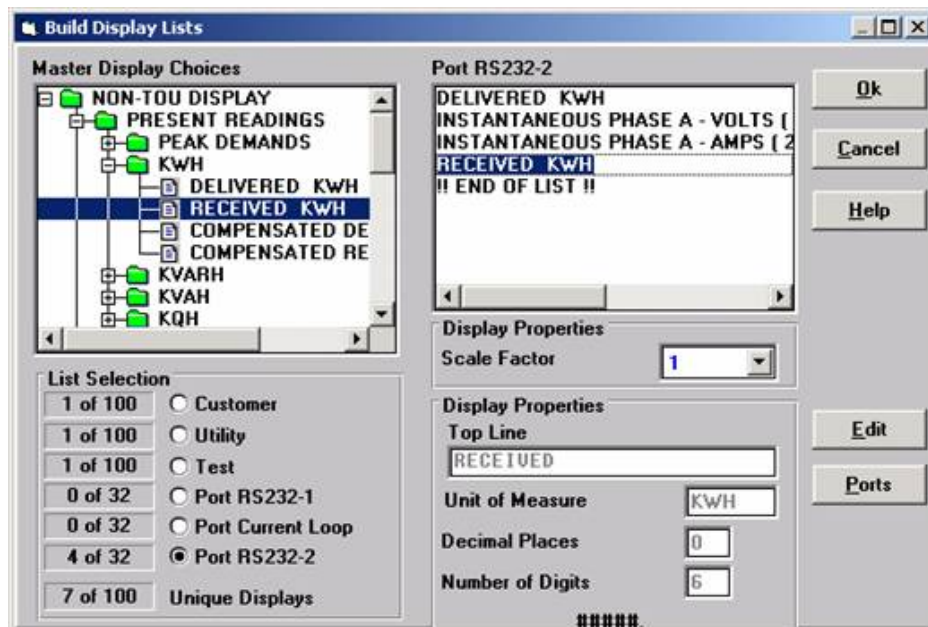 Build Display Lists
Master Display Choices
NON-TOU DISPLAY
PRESENT READINGS
PEAK DEMANDS
KWH
DELIVERED KWH
RECEIVED KWH
COMPENSATED DE
COMPENSATED RE
KVARH
KVAH
KQH
Port RS232-2
DELIVERED KWH
INSTANTANEOUS PHASE A - VOLTS (
INSTANTANEOUS PHASE A - AMPS ( 2
RECEIVED KWH
!! END OF LIST !!
Ok
Cancel
Help
Display Properties
Scale Factor 1
List Selection
1 of 100 Customer
1 of 100 Utility
1 of 100 Test
0 of 32 Port RS232-1
0 of 32 Port Current Loop
4 of 32 Port RS232-2
7 of 100 Unique Displays
Display Properties
Top Line
RECEIVED
Unit of Measure KWH
Decimal Places 0
Number of Digits 6
#####.
Edit
Ports